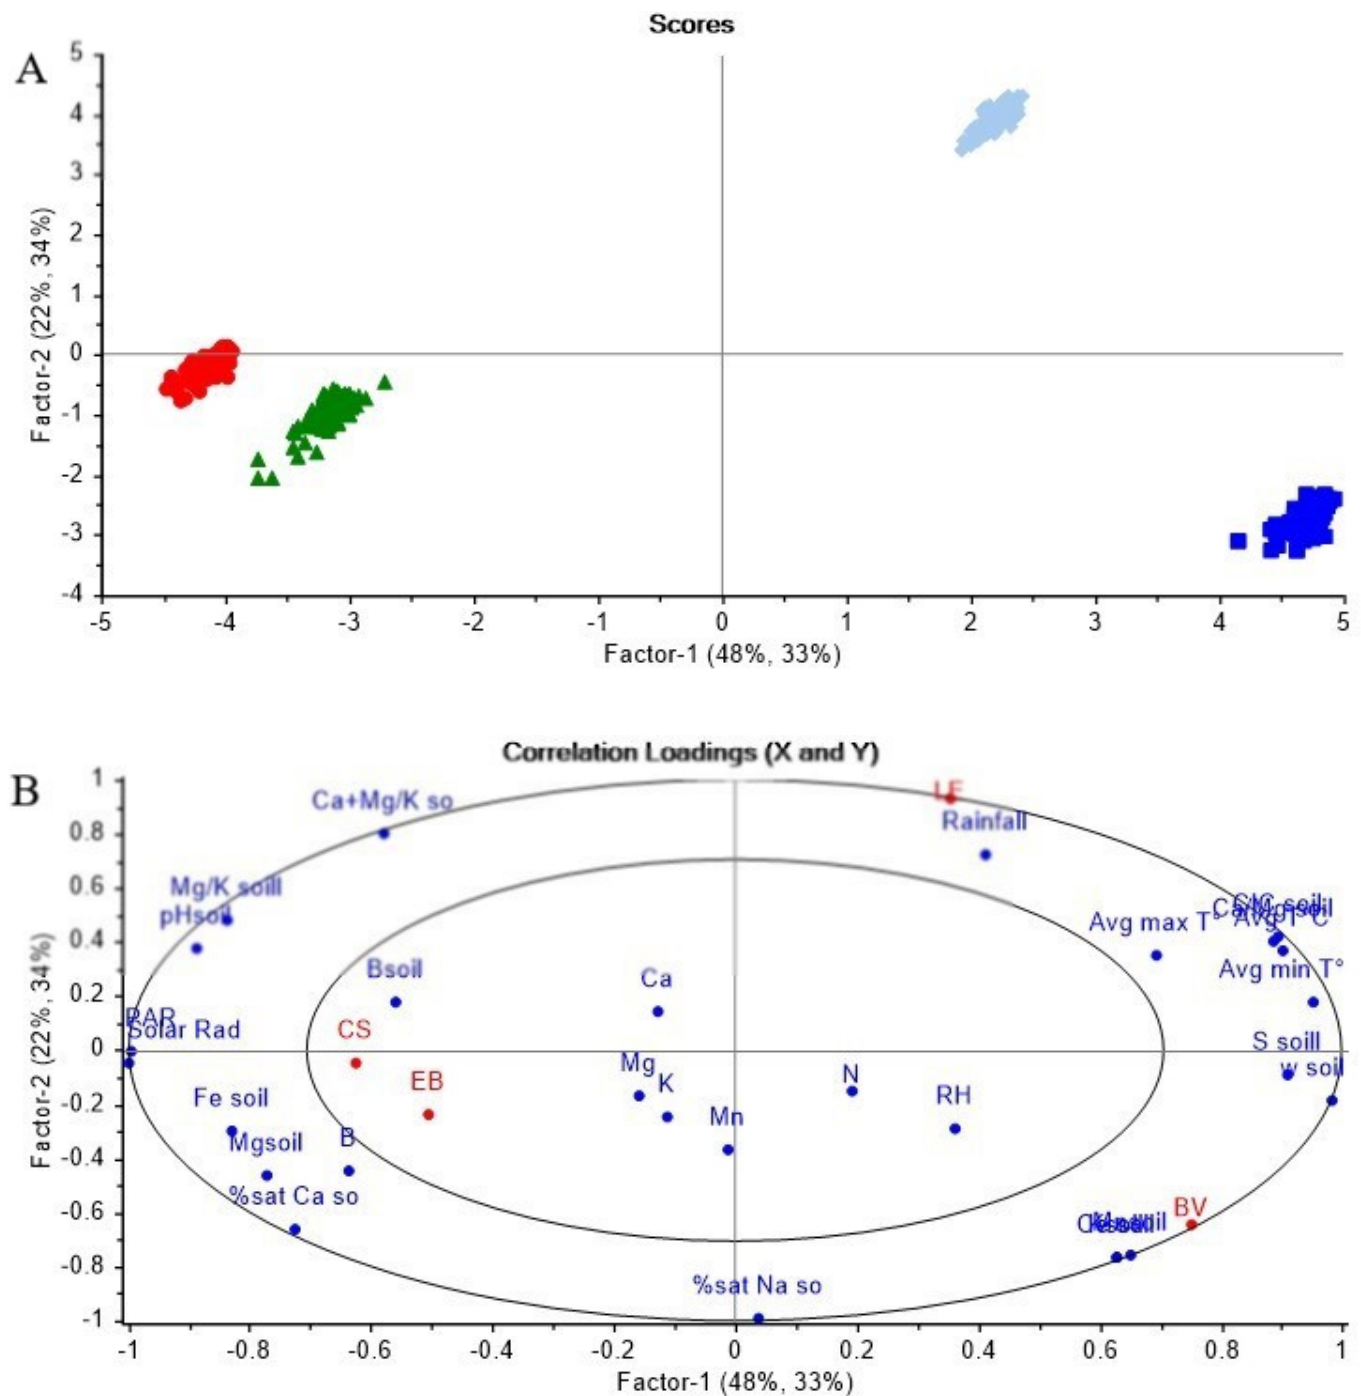 Scores
A
Factor-2 (22%, 34%)
5
4
3
2
1
0
-1
-2
-3
-4
-5 -4 -3 -2 -1 0 1 2 3 4 5
Factor-1 (48%, 33%)
Correlation Loadings (X and Y)
B
Factor-2 (22%, 34%)
1
0.8
0.6
0.4
0.2
0
-0.2
-0.4
-0.6
-0.8
-1
Ca+Mg/K so
Rainfall
Mg/K soill
pHsoil
Avg max T°
Avg T°C
Bsoil
Ca
Avg min T°
PAR
Solar Rad
CS
S soill
w soil
Mg
K
N
RH
EB
Fe soil
Mn
Mgsoil
B
%sat Ca so
BV
%sat Na so
-1 -0.8 -0.6 -0.4 -0.2 0 0.2 0.4 0.6 0.8 1
Factor-1 (48%, 33%)